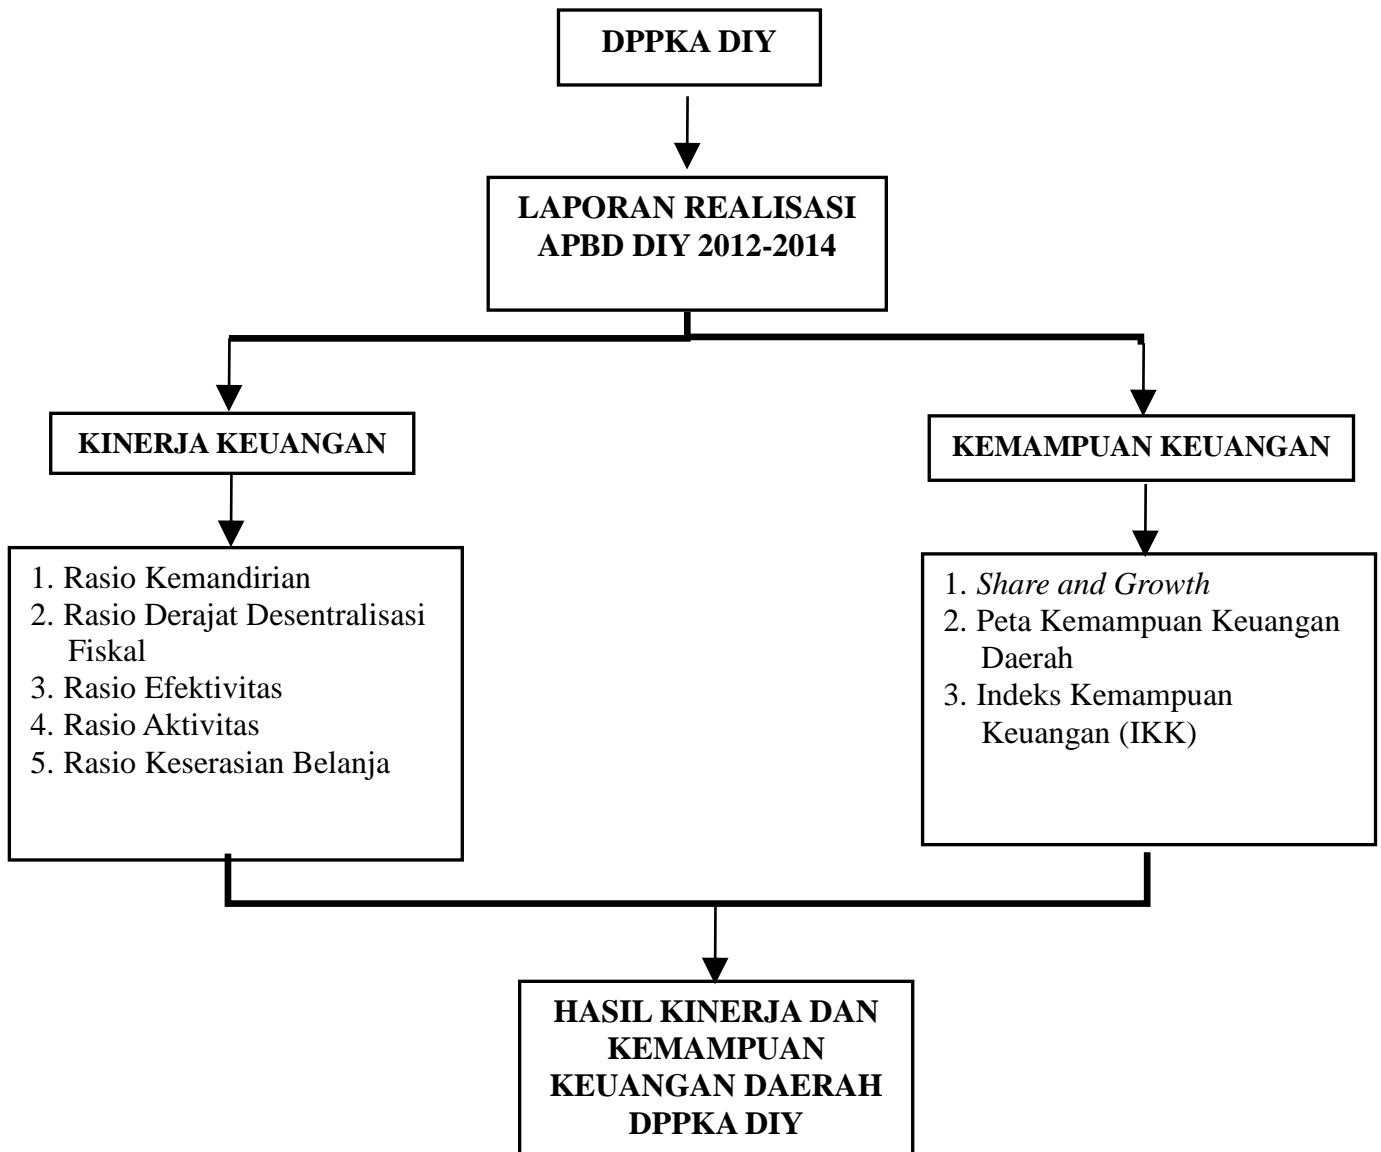 DPPKA DIY
LAPORAN REALISASI
APBD DIY 2012-2014
KINERJA KEUANGAN
KEMAMPUAN KEUANGAN
1. Rasio Kemandirian
2. Rasio Derajat Desentralisasi
Fiskal
3. Rasio Efektivitas
4. Rasio Aktivitas
5. Rasio Keserasian Belanja
1. Share and Growth
2. Peta Kemampuan Keuangan
Daerah
3. Indeks Kemampuan
Keuangan (IKK)
HASIL KINERJA DAN
KEMAMPUAN
KEUANGAN DAERAH
DPPKA DIY